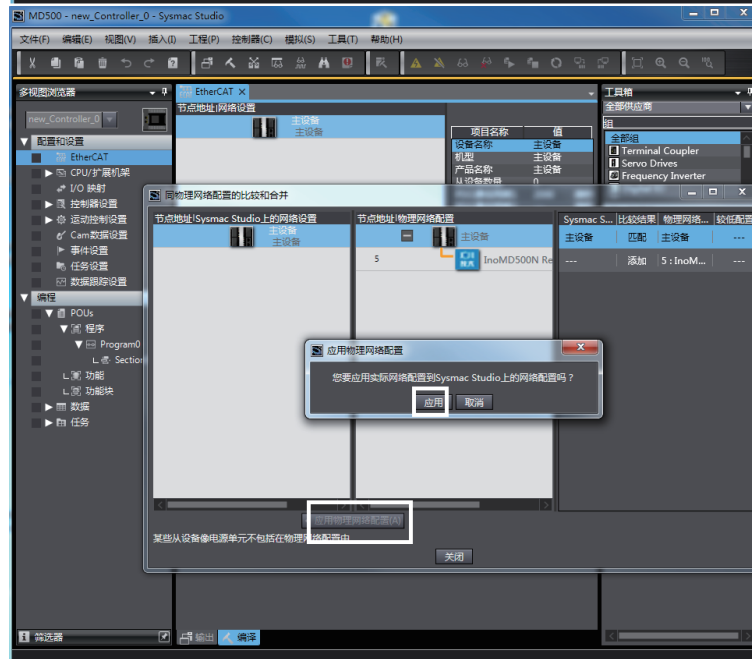 MD500 - new_Controller_0 - Sysmac Studio
文件(F) 编辑(E) 视图(V) 插入(I) 工程(P) 控制器(C) 模拟(S) 工具(T) 帮助(H)
多视图浏览器
new_Controller_0
配置和设置
EtherCAT
CPU/扩展机架
I/O 映射
控制器设置
运动控制设置
Cam数据设置
事件设置
任务设置
数据跟踪设置
编程
POUs
程序
Program0
Section
功能
功能块
数据
任务
筛选器
EtherCAT
节点地址|网络设置
主设备
主设备
项目名称 值
设备名称 主设备
机型 主设备
产品名称 主设备
从设备数量 0
工具箱
全部供应商
组
全部组
Terminal Coupler
Servo Drives
Frequency Inverter
同物理网络配置的比较和合并
节点地址|Sysmac Studio上的网络设置
主设备
主设备
节点地址|物理网络配置
主设备
5 InoMD500N Re
Sysmac S... 比较结果 物理网络... 较低配置
主设备 匹配 主设备 ---
--- 添加 5 : InoM... ---
应用物理网络配置
您要应用实际网络配置到Sysmac Studio上的网络配置吗？
应用 取消
应用物理网络配置(A)
某些从设备像电源单元不包括在物理网络配置中
关闭
输出 编译